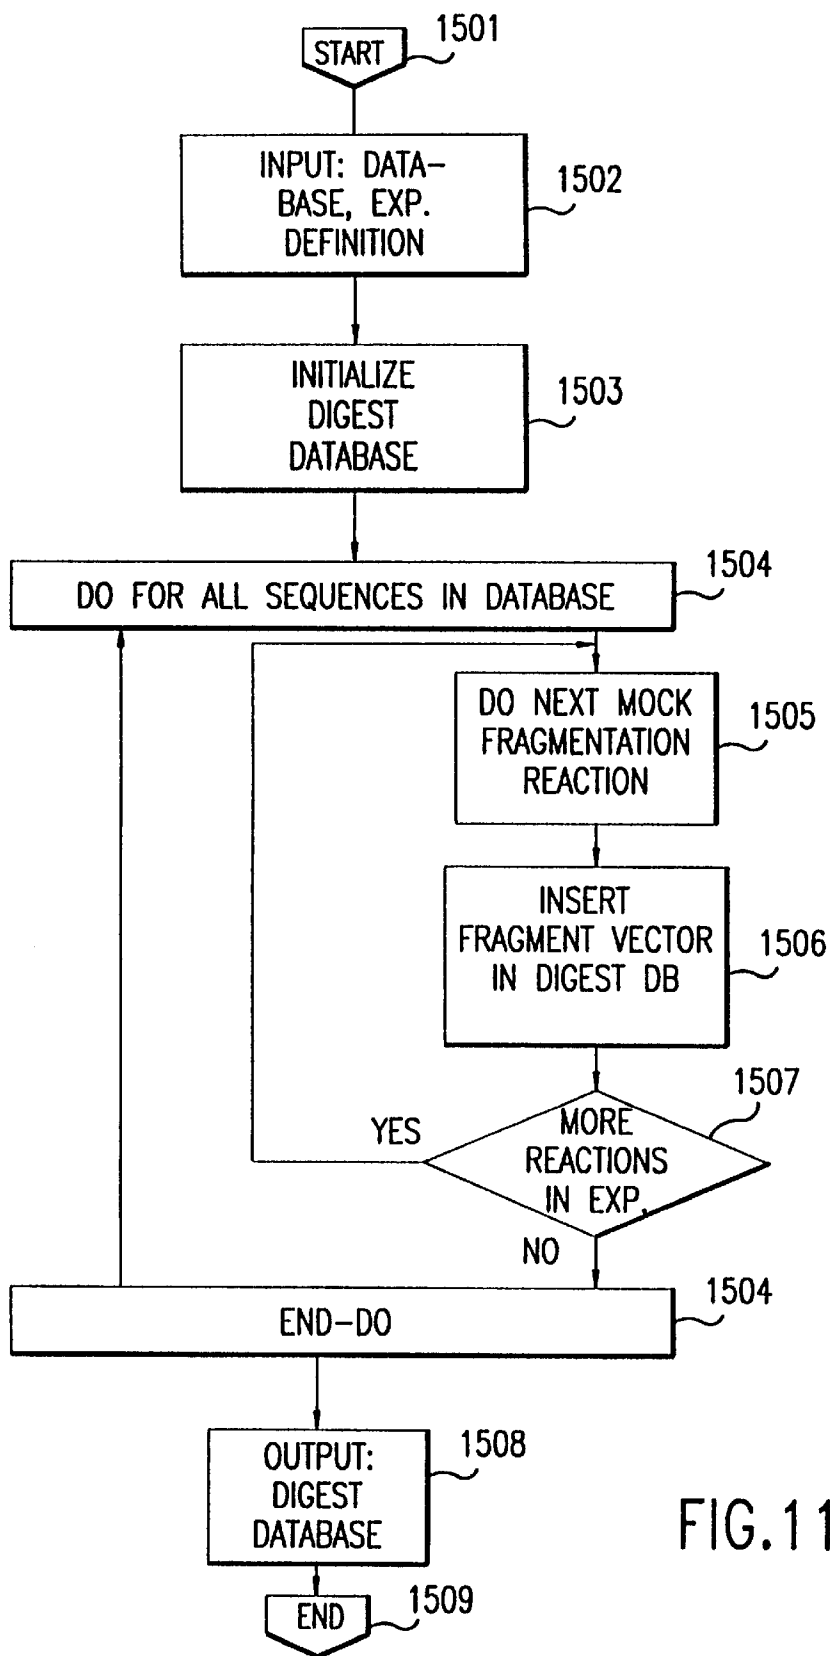 START
1501
INPUT: DATA-
BASE, EXP.
DEFINITION
1502
INITIALIZE
DIGEST
DATABASE
1503
DO FOR ALL SEQUENCES IN DATABASE
1504
DO NEXT MOCK
FRAGMENTATION
REACTION
1505
INSERT
FRAGMENT VECTOR
IN DIGEST DB
1506
MORE
REACTIONS
IN EXP.
1507
YES
NO
END-DO
1504
OUTPUT:
DIGEST
DATABASE
1508
END
1509
FIG.11